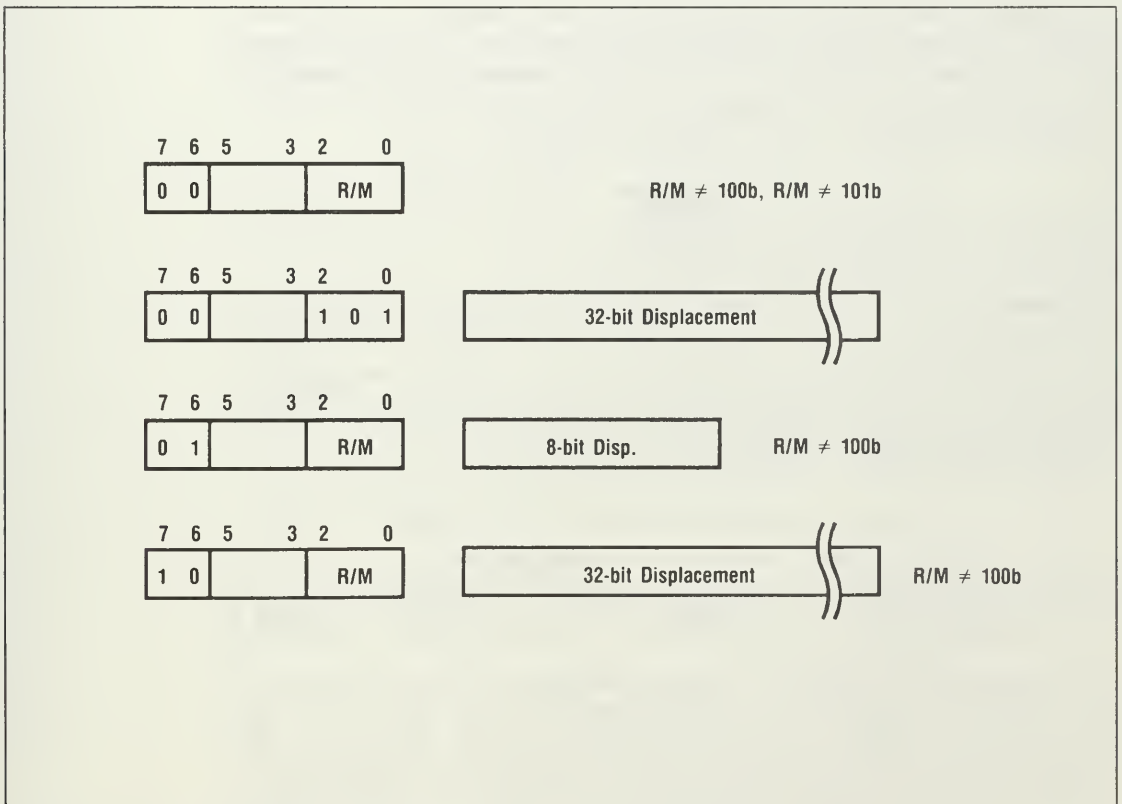 7 6 5 3 2 0
0 0 R/M R/M ≠ 100b, R/M ≠ 101b
7 6 5 3 2 0
0 0 1 0 1 32-bit Displacement
7 6 5 3 2 0
0 1 R/M 8-bit Disp. R/M ≠ 100b
7 6 5 3 2 0
1 0 R/M 32-bit Displacement R/M ≠ 100b